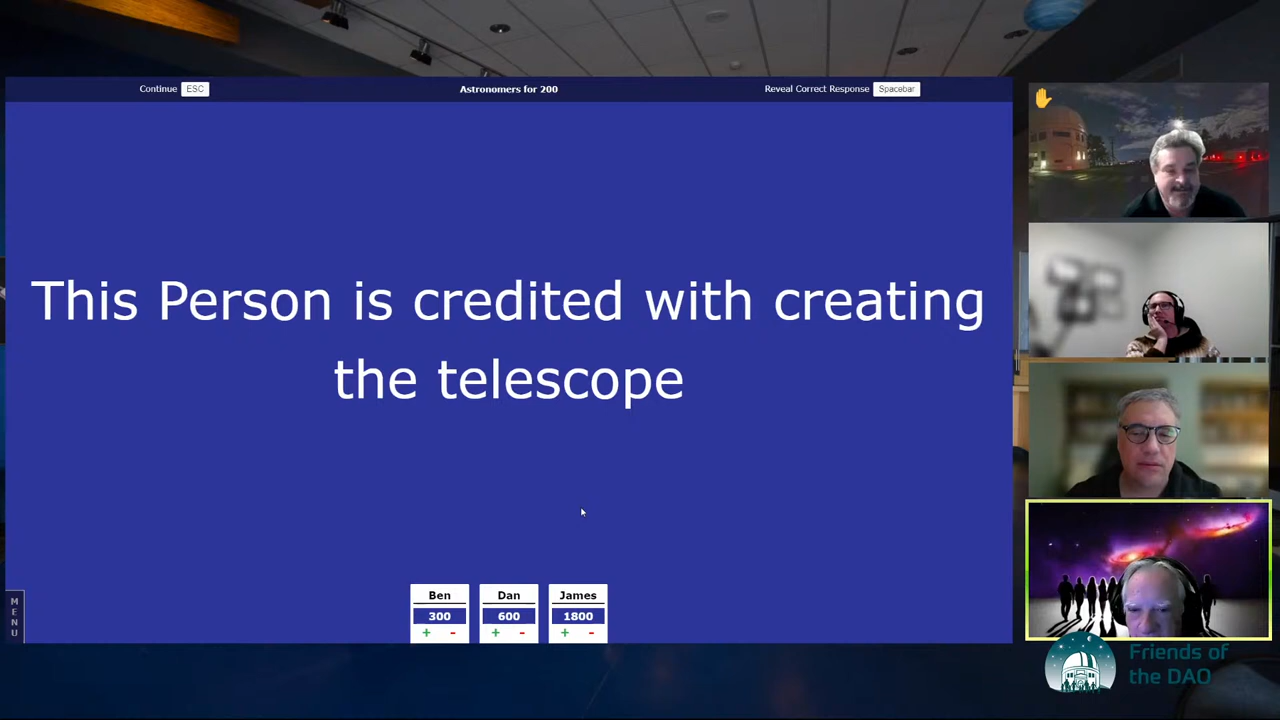 Continue ESC
Astronomers for 200
Reveal Correct Response Spacebar
This Person is credited with creating
the telescope
MENU
Ben
300
+ -
Dan
600
+ -
James
1800
+ -
Friends of
the DAO